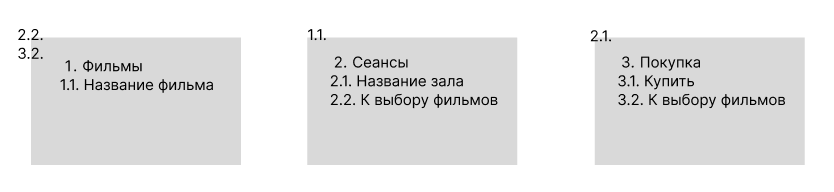 2.2.
3.2.
1. Фильмы
1.1. Название фильма
1.1.
2. Сеансы
2.1. Название зала
2.2. К выбору фильмов
2.1.
3. Покупка
3.1. Купить
3.2. К выбору фильмов